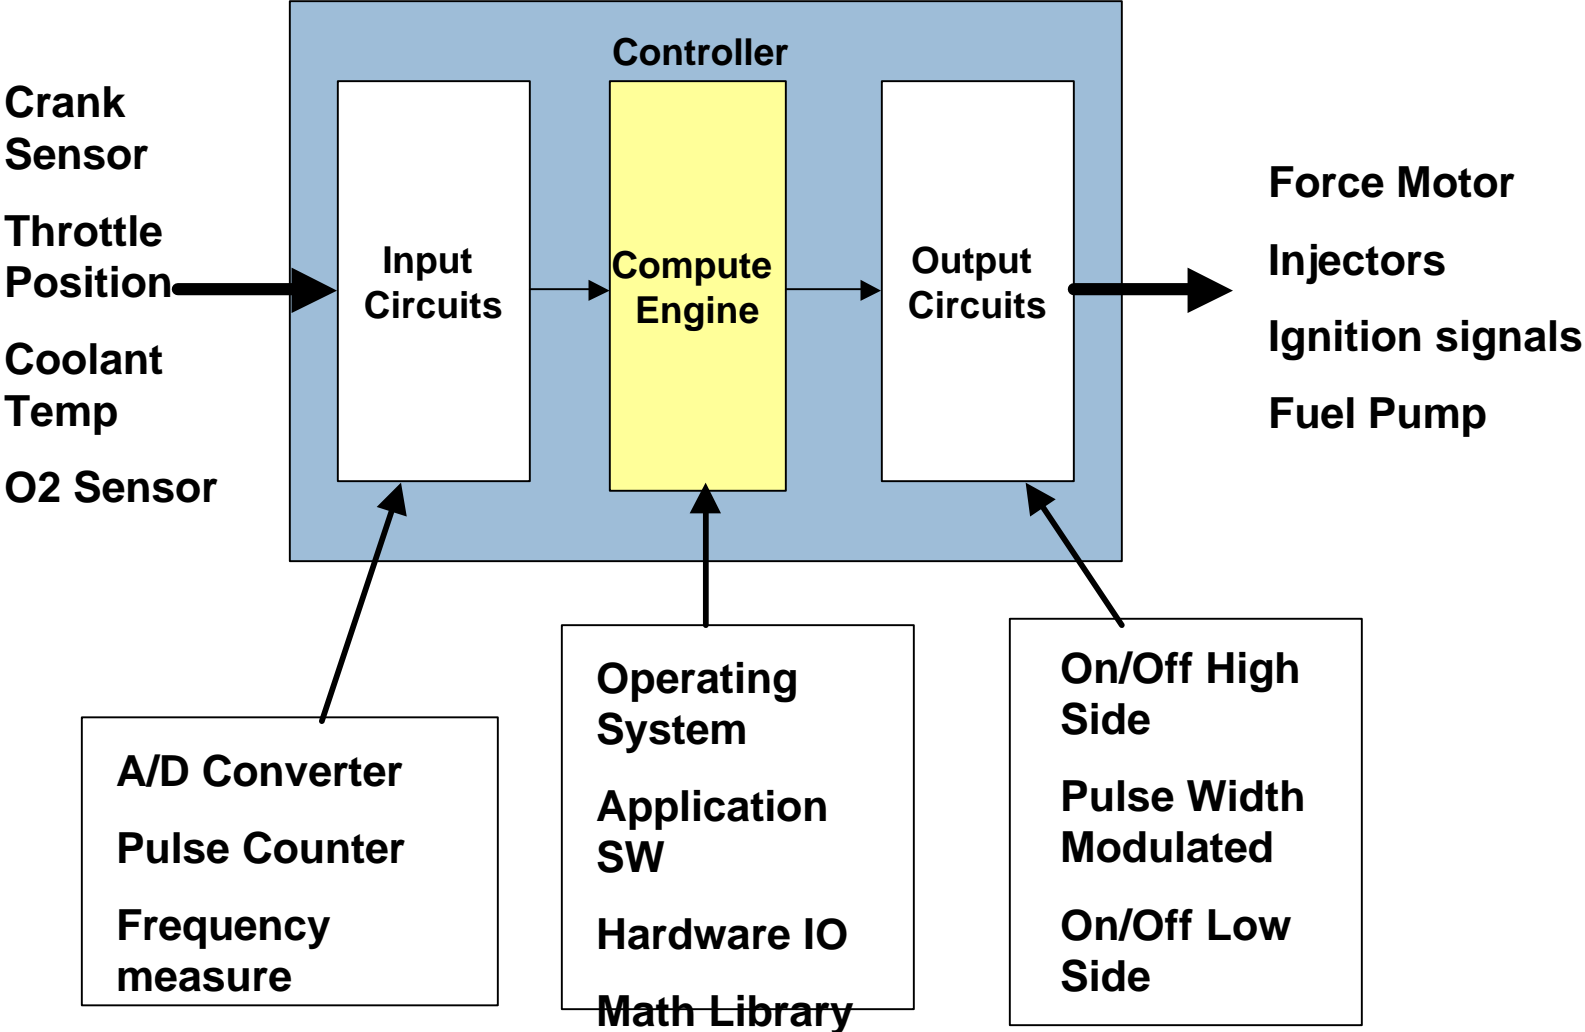 Controller
Crank
Sensor
Throttle
Position
Coolant
Temp
O2 Sensor
Input
Circuits
Compute
Engine
Output
Circuits
Force Motor
Injectors
Ignition signals
Fuel Pump
A/D Converter
Pulse Counter
Frequency
measure
Operating
System
Application
SW
Hardware IO
Math Library
On/Off High
Side
Pulse Width
Modulated
On/Off Low
Side